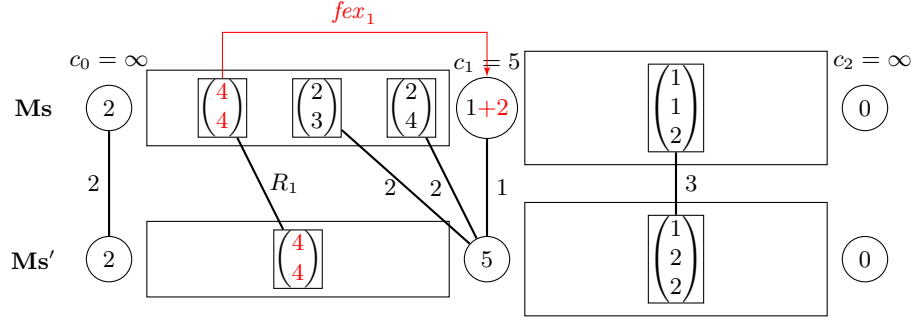 fex₁
c₀ = ∞ c₁ = 5 c₂ = ∞
Ms 2 (4 4) (2 3) (2 4) 1+2 (1 1 2) 0
2 R₁ 2 2 1 3
Ms′ 2 (4 4) 5 (1 2 2) 0